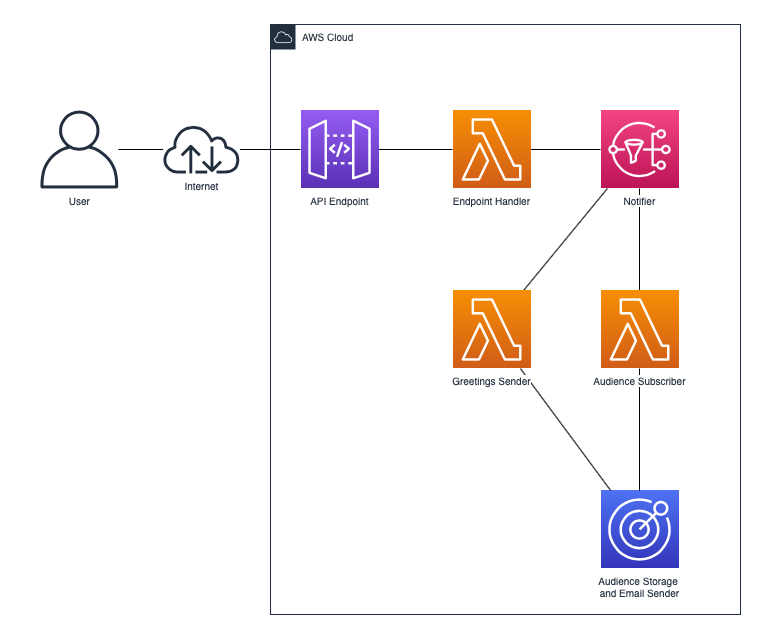 AWS Cloud
User
Internet
</>
API Endpoint
Endpoint Handler
Notifier
Greetings Sender
Audience Subscriber
Audience Storage
and Email Sender